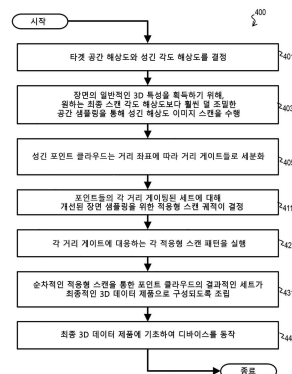 400
시작
타겟 공간 해상도와 성긴 각도 해상도를 결정
장면의 일반적인 3D 특성을 획득하기 위해,
원하는 최종 스캔 각도 해상도보다 훨씬 덜 조밀한
공간 샘플링을 통해 성긴 해상도 이미지 스캔을 수행
403
성긴 포인트 클라우드는 거리 좌표에 따라 거리 게이트들로 세분화
포인트들의 각 거리 게이팅된 세트에 대해
개선된 장면 샘플링을 위한 적응형 스캔 궤적이 결정
각 거리 게이트에 대응하는 각 적응형 스캔 패턴을 실행
순차적인 적응형 스캔을 통한 포인트 클라우드의 결과적인 세트가
최종적인 3D 데이터 제품으로 구성되도록 조립
최종 3D 데이터 제품에 기초하여 디바이스를 동작
종료